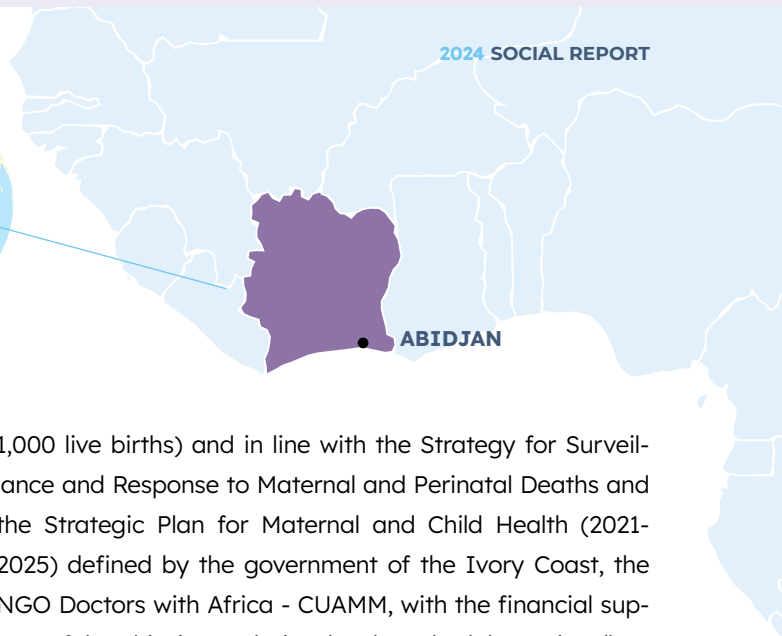 2024 SOCIAL REPORT
ABIDJAN
1,000 live births) and in line with the Strategy for Surveil-
lance and Response to Maternal and Perinatal Deaths and
the Strategic Plan for Maternal and Child Health (2021-
2025) defined by the government of the Ivory Coast, the
NGO Doctors with Africa - CUAMM, with the financial sup-